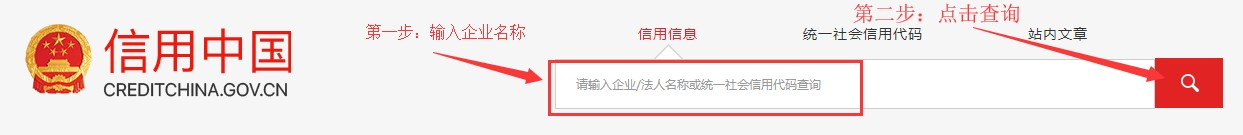 第二步：点击查询
第一步：输入企业名称
信用信息
统一社会信用代码
站内文章
信用中国
CREDITCHINA.GOV.CN
请输入企业/法人名称或统一社会信用代码查询